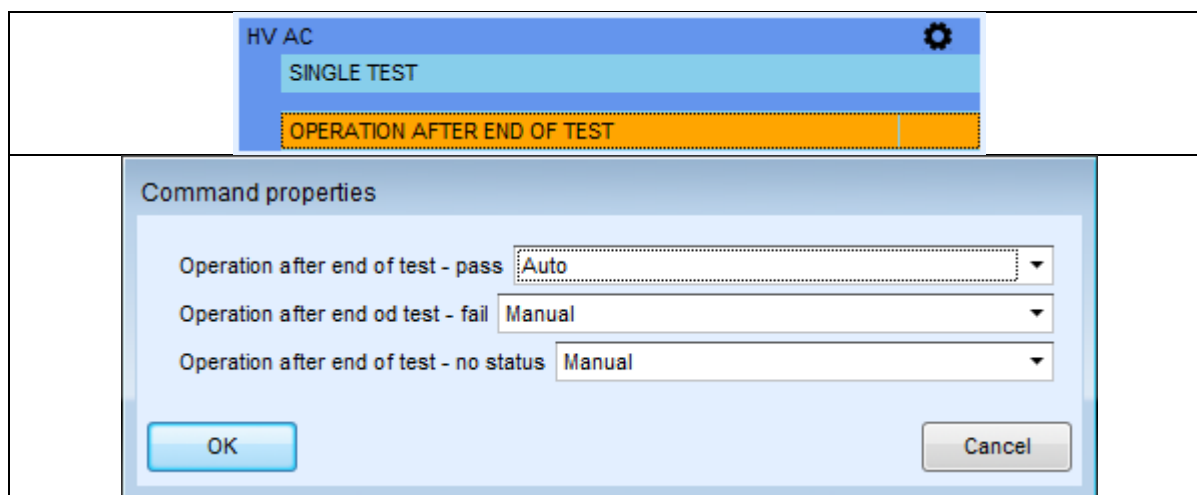 HV AC
SINGLE TEST
OPERATION AFTER END OF TEST
Command properties
Operation after end of test - pass Auto
Operation after end od test - fail Manual
Operation after end of test - no status Manual
OK Cancel